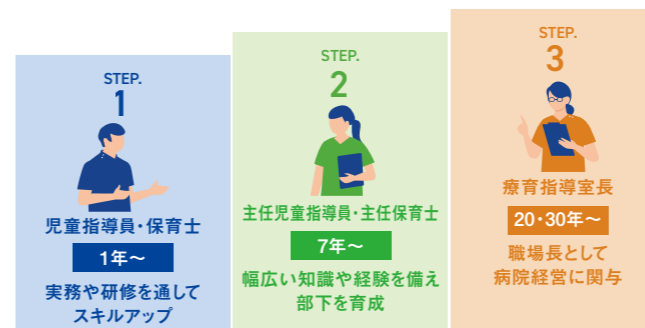 STEP.
1
児童指導員・保育士
1年～
実務や研修を通して
スキルアップ
STEP.
2
主任児童指導員・主任保育士
7年～
幅広い知識や経験を備え
部下を育成
STEP.
3
療育指導室長
20・30年～
職場長として
病院経営に関与